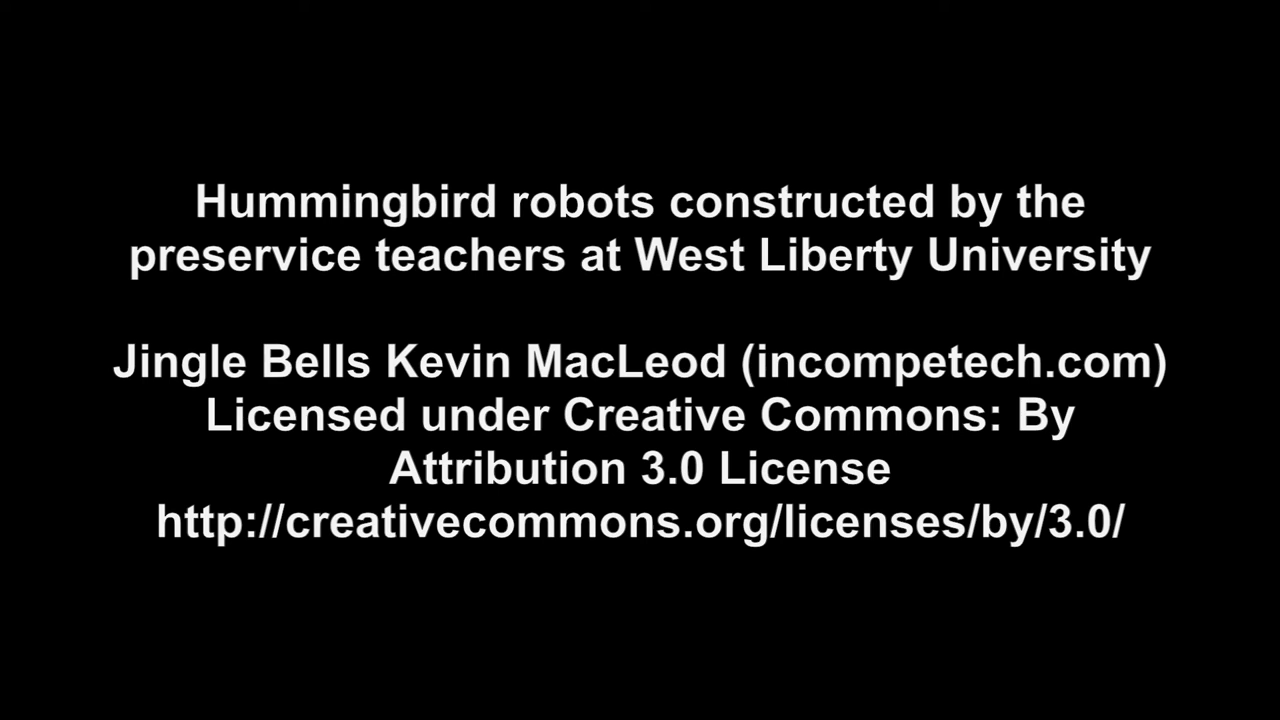 Hummingbird robots constructed by the
preservice teachers at West Liberty University
Jingle Bells Kevin MacLeod (incompetech.com)
Licensed under Creative Commons: By
Attribution 3.0 License
http://creativecommons.org/licenses/by/3.0/